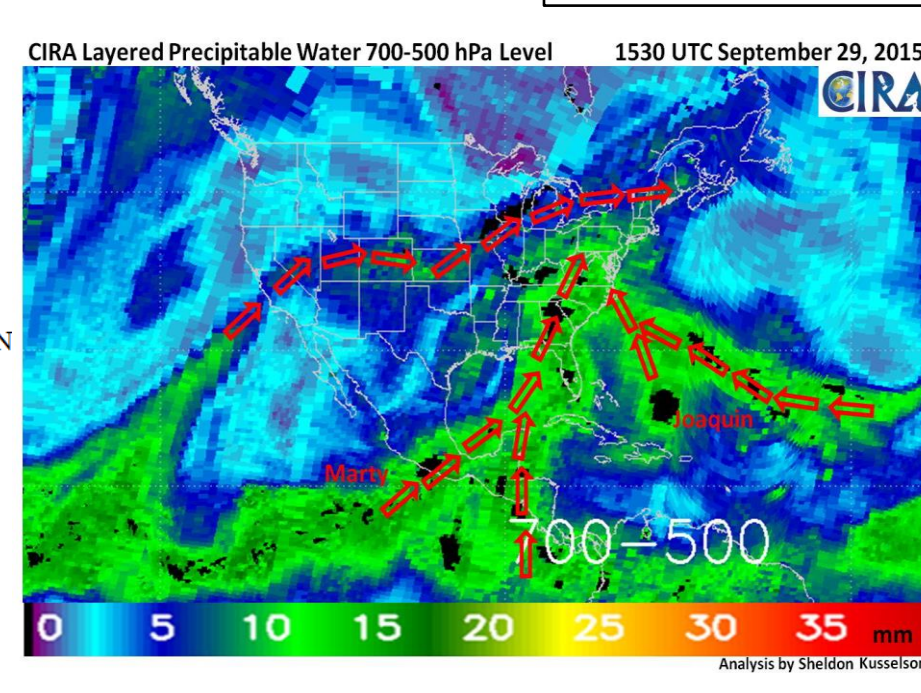 CIRA Layered Precipitable Water 700-500 hPa Level 1530 UTC September 29, 2015
CIRA
N
Joaquin
Marty
700-500
0 5 10 15 20 25 30 35 mm
Analysis by Sheldon Kusselson